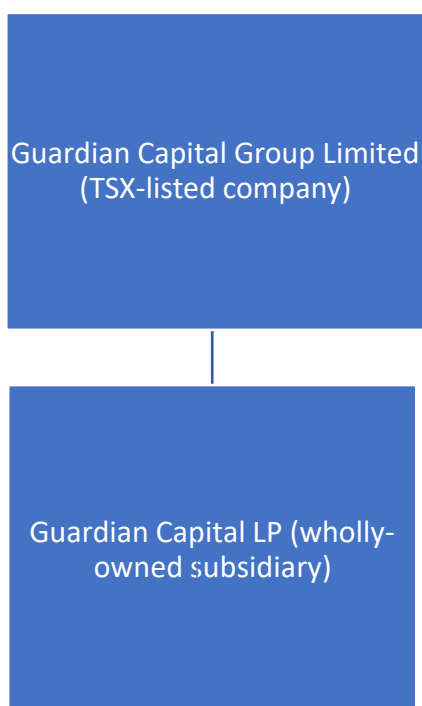 Guardian Capital Group Limited
(TSX-listed company)
Guardian Capital LP (wholly-
owned subsidiary)